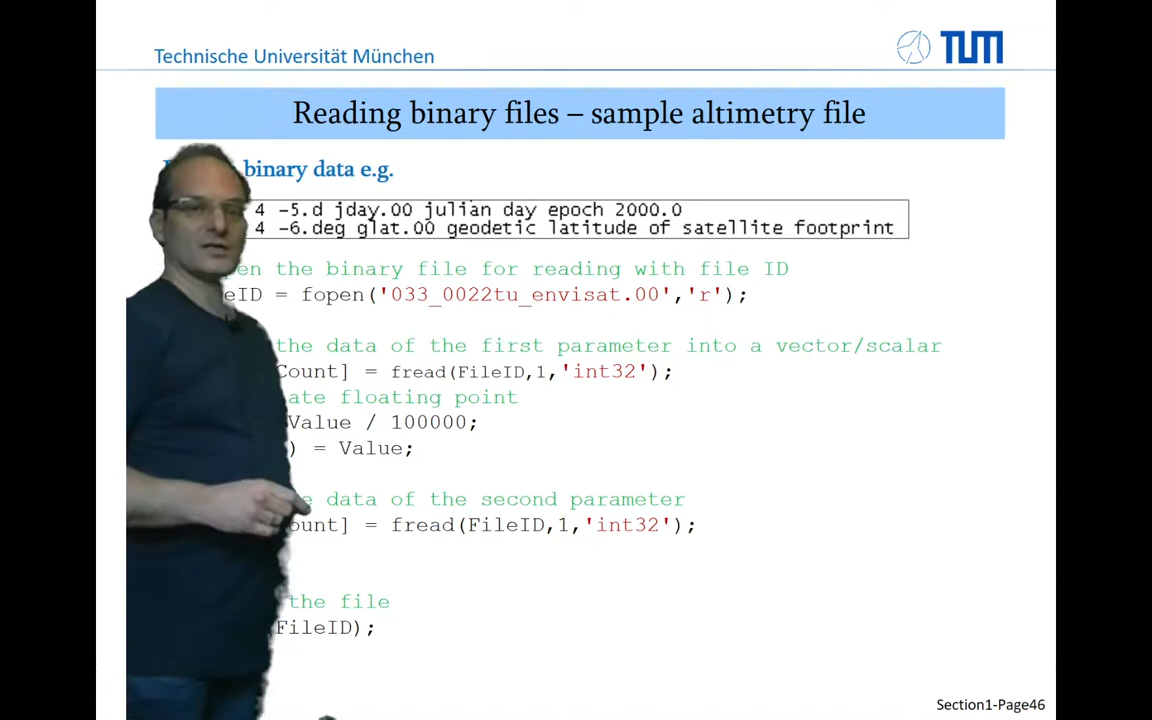 Technische Universität München
TUM
Reading binary files – sample altimetry file
binary data e.g.
4 -5.d jday.00 julian day epoch 2000.0
4 -6.deg glat.00 geodetic latitude of satellite footprint
en the binary file for reading with file ID
eID = fopen('033_0022tu_envisat.00','r');
the data of the first parameter into a vector/scalar
Count] = fread(FileID,1,'int32');
ate floating point
Value / 100000;
) = Value;
e data of the second parameter
ount] = fread(FileID,1,'int32');
the file
FileID);
Section1-Page46